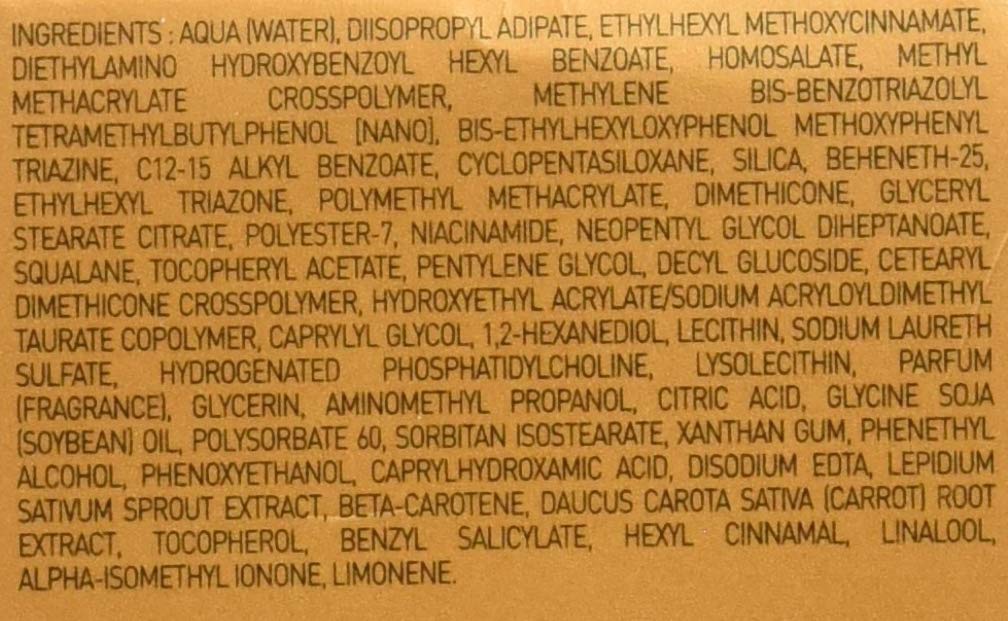 INGREDIENTS : AQUA (WATER), DIISOPROPYL ADIPATE, ETHYLHEXYL METHOXYCINNAMATE,
DIETHYLAMINO HYDROXYBENZOYL HEXYL BENZOATE, HOMOSALATE, METHYL
METHACRYLATE CROSSPOLYMER, METHYLENE BIS-BENZOTRIAZOLYL
TETRAMETHYLBUTYLPHENOL [NANO], BIS-ETHYLHEXYLOXYPHENOL METHOXYPHENYL
TRIAZINE, C12-15 ALKYL BENZOATE, CYCLOPENTASILOXANE, SILICA, BEHENETH-25,
ETHYLHEXYL TRIAZONE, POLYMETHYL METHACRYLATE, DIMETHICONE, GLYCERYL
STEARATE CITRATE, POLYESTER-7, NIACINAMIDE, NEOPENTYL GLYCOL DIHEPTANOATE,
SQUALANE, TOCOPHERYL ACETATE, PENTYLENE GLYCOL, DECYL GLUCOSIDE, CETEARYL
DIMETHICONE CROSSPOLYMER, HYDROXYETHYL ACRYLATE/SODIUM ACRYLOYLDIMETHYL
TAURATE COPOLYMER, CAPRYLYL GLYCOL, 1,2-HEXANEDIOL, LECITHIN, SODIUM LAURETH
SULFATE, HYDROGENATED PHOSPHATIDYLCHOLINE, LYSOLECITHIN, PARFUM
(FRAGRANCE), GLYCERIN, AMINOMETHYL PROPANOL, CITRIC ACID, GLYCINE SOJA
(SOYBEAN) OIL, POLYSORBATE 60, SORBITAN ISOSTEARATE, XANTHAN GUM, PHENETHYL
ALCOHOL, PHENOXYETHANOL, CAPRYLHYDROXAMIC ACID, DISODIUM EDTA, LEPIDIUM
SATIVUM SPROUT EXTRACT, BETA-CAROTENE, DAUCUS CAROTA SATIVA (CARROT) ROOT
EXTRACT, TOCOPHEROL, BENZYL SALICYLATE, HEXYL CINNAMAL, LINALOOL,
ALPHA-ISOMETHYL IONONE, LIMONENE.